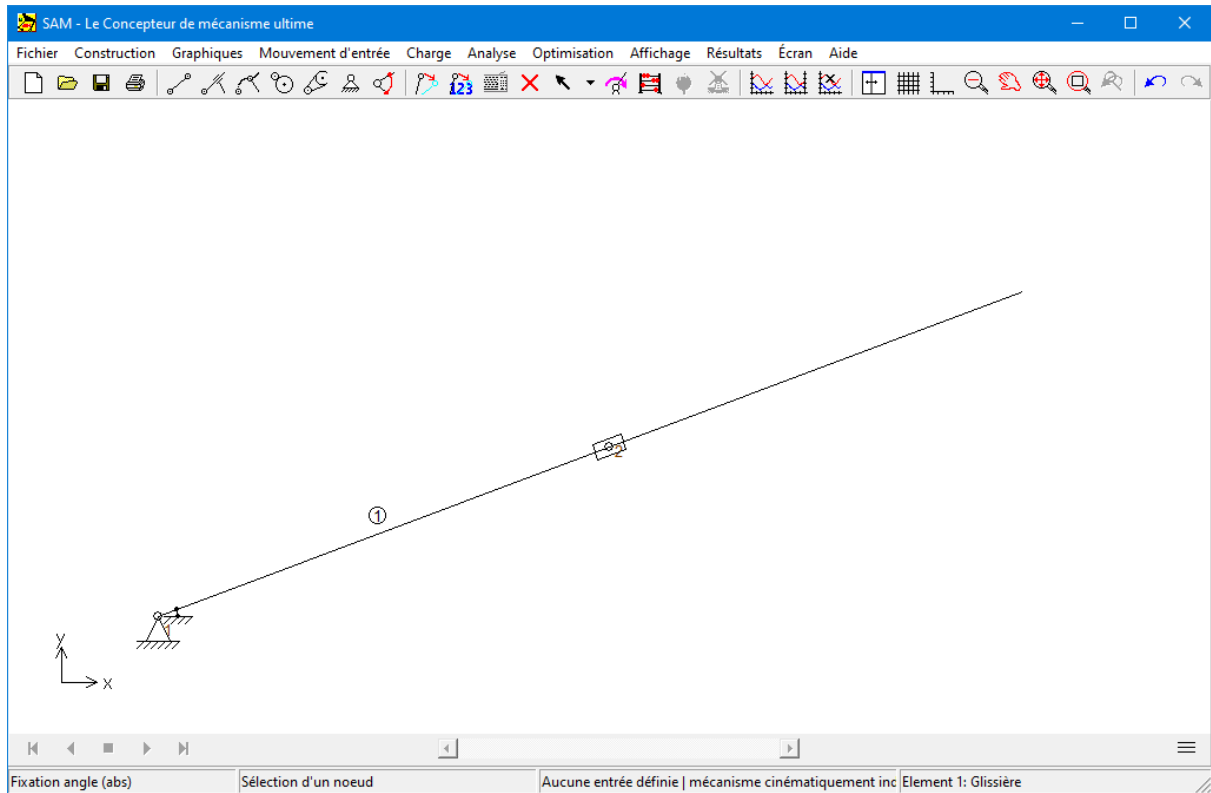 SAM - Le Concepteur de mécanisme ultime
Fichier Construction Graphiques Mouvement d'entrée Charge Analyse Optimisation Affichage Résultats Écran Aide
123
2
1
1
y
x
Fixation angle (abs) Sélection d'un noeud Aucune entrée définie | mécanisme cinématiquement inc Element 1: Glissière